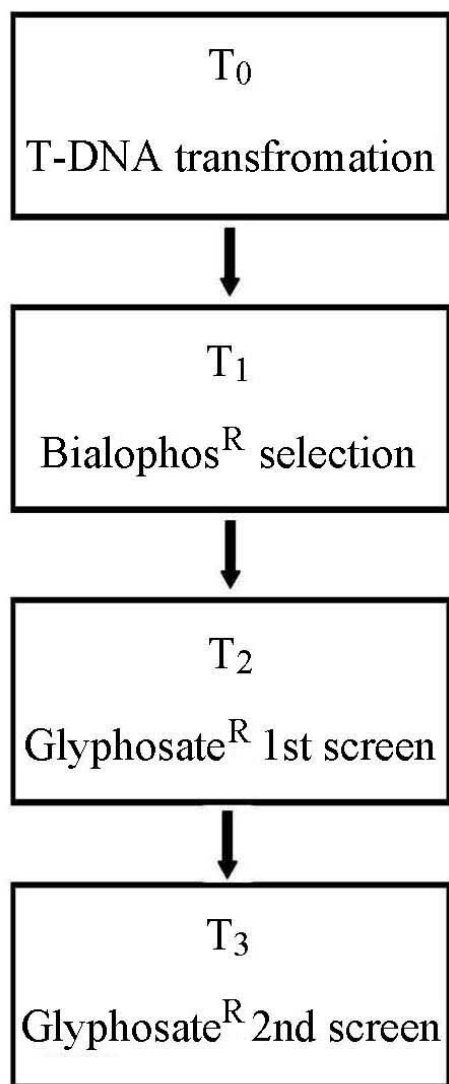 T₀
T-DNA transfromation
T₁
Bialophosᴿ selection
T₂
Glyphosateᴿ 1st screen
T₃
Glyphosateᴿ 2nd screen